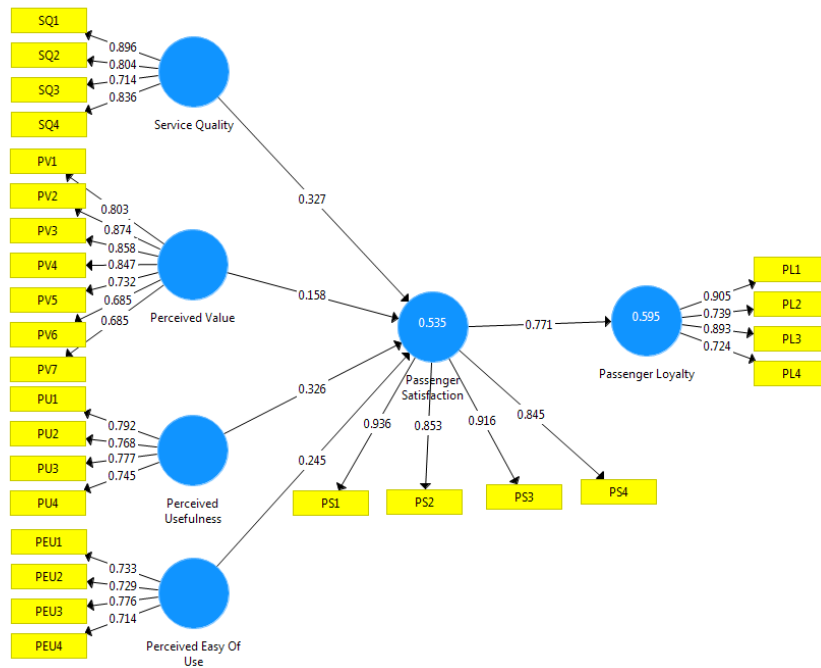 SQ1
SQ2
SQ3
SQ4
0.896
0.804
0.714
0.836
Service Quality
PV1
PV2
PV3
PV4
PV5
PV6
PV7
0.803
0.874
0.858
0.847
0.732
0.685
0.685
Perceived Value
PU1
PU2
PU3
PU4
0.792
0.768
0.777
0.745
Perceived
Usefulness
PEU1
PEU2
PEU3
PEU4
0.733
0.729
0.776
0.714
Perceived Easy Of
Use
0.327
0.158
0.326
0.245
0.535
Passenger
Satisfaction
0.936
0.853
0.916
0.845
PS1
PS2
PS3
PS4
0.771
0.595
Passenger Loyalty
0.905
0.739
0.893
0.724
PL1
PL2
PL3
PL4